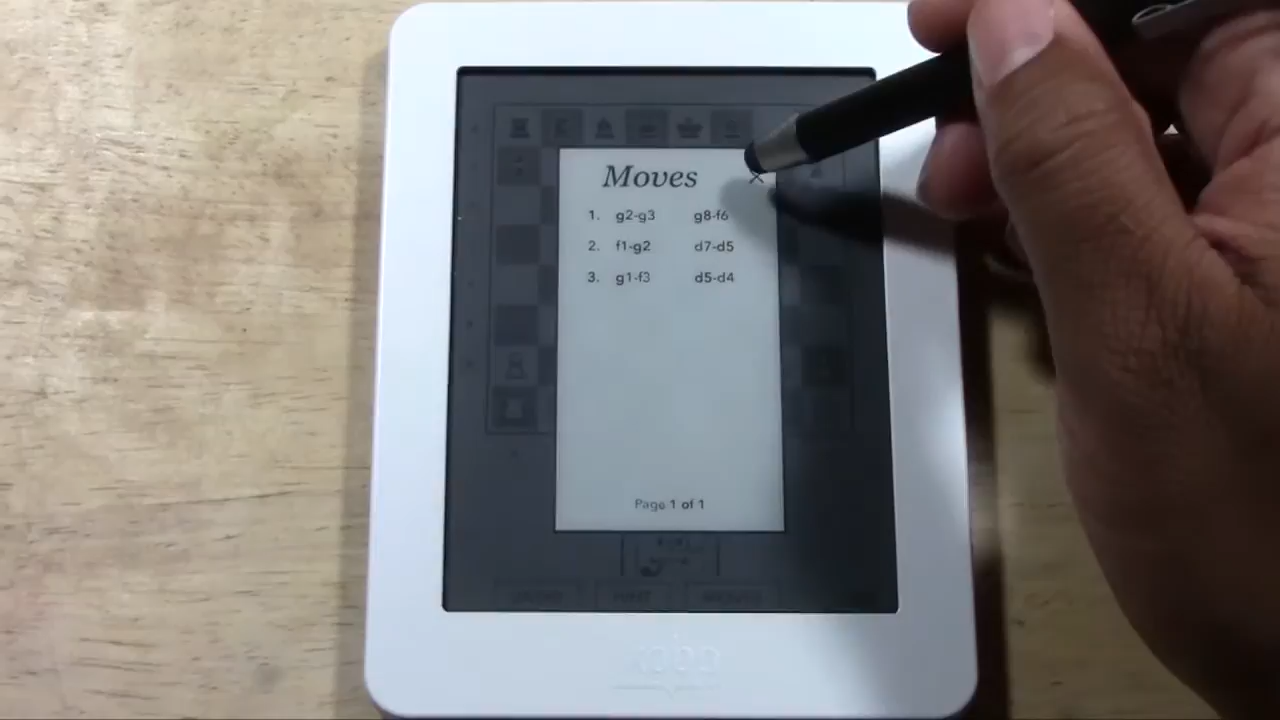 Moves
1. g2-g3 g8-f6
2. f1-g2 d7-d5
3. g1-f3 d5-d4
Page 1 of 1